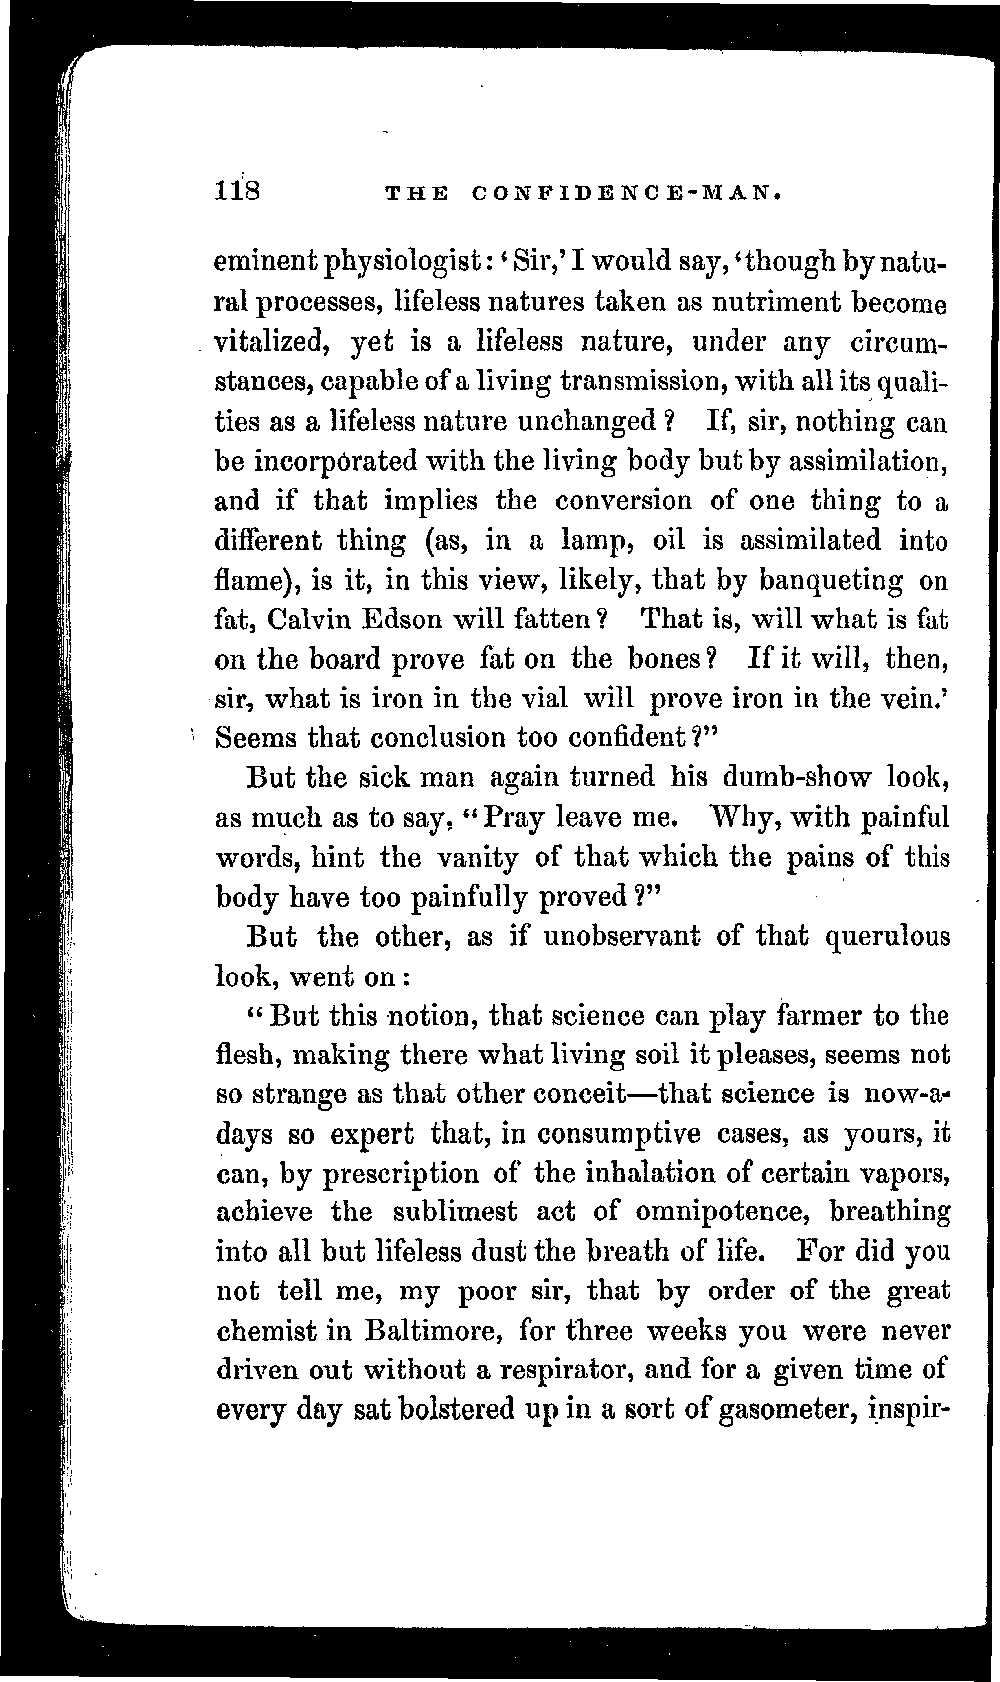 118 THE CONFIDENCE-MAN.
eminent physiologist: ‘Sir,’ I would say, ‘though by natu-
ral processes, lifeless natures taken as nutriment become
vitalized, yet is a lifeless nature, under any circum-
stances, capable of a living transmission, with all its quali-
ties as a lifeless nature unchanged? If, sir, nothing can
be incorporated with the living body but by assimilation,
and if that implies the conversion of one thing to a
different thing (as, in a lamp, oil is assimilated into
flame), is it, in this view, likely, that by banqueting on
fat, Calvin Edson will fatten? That is, will what is fat
on the board prove fat on the bones? If it will, then,
sir, what is iron in the vial will prove iron in the vein.’
Seems that conclusion too confident?”
But the sick man again turned his dumb-show look,
as much as to say, “Pray leave me. Why, with painful
words, hint the vanity of that which the pains of this
body have too painfully proved?”
But the other, as if unobservant of that querulous
look, went on:
“But this notion, that science can play farmer to the
flesh, making there what living soil it pleases, seems not
so strange as that other conceit—that science is now-a-
days so expert that, in consumptive cases, as yours, it
can, by prescription of the inhalation of certain vapors,
achieve the sublimest act of omnipotence, breathing
into all but lifeless dust the breath of life. For did you
not tell me, my poor sir, that by order of the great
chemist in Baltimore, for three weeks you were never
driven out without a respirator, and for a given time of
every day sat bolstered up in a sort of gasometer, inspir-